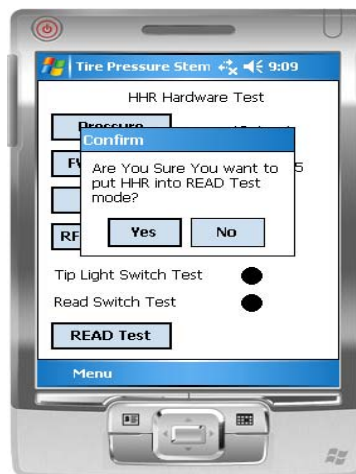 Tire Pressure Stem 9:09
HHR Hardware Test
Pressure
Confirm
Are You Sure You want to
put HHR into READ Test
mode?
Yes No
Tip Light Switch Test
Read Switch Test
READ Test
Menu